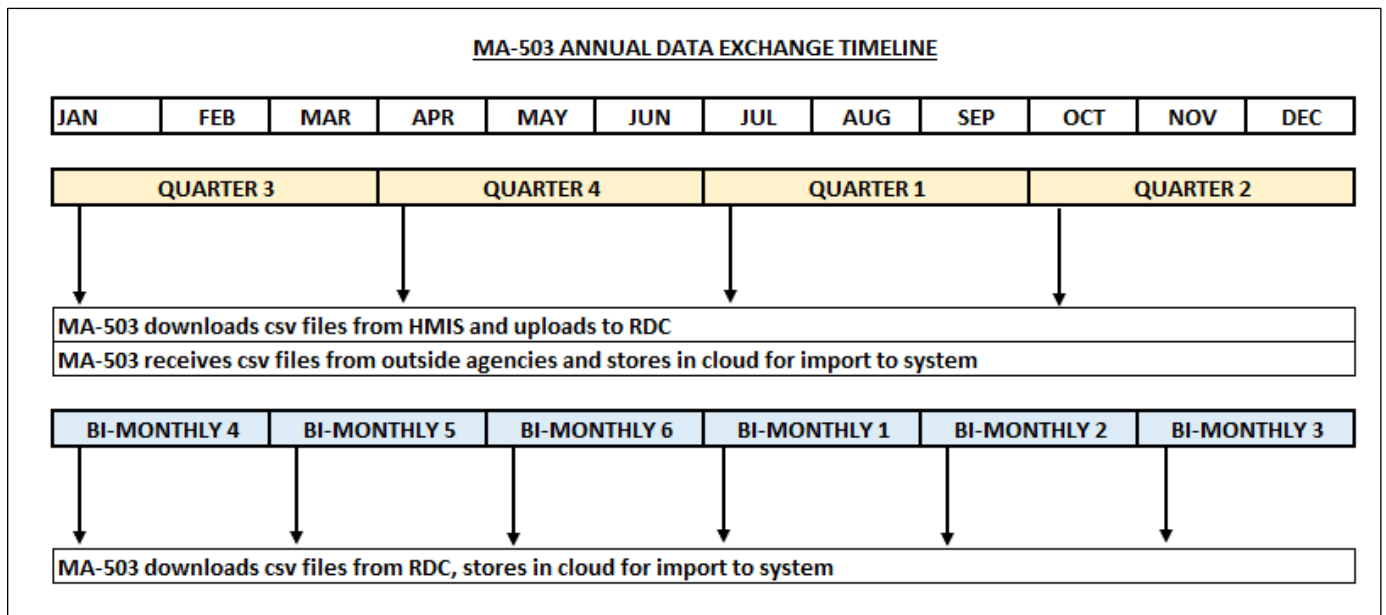 MA-503 ANNUAL DATA EXCHANGE TIMELINE
JAN FEB MAR APR MAY JUN JUL AUG SEP OCT NOV DEC
QUARTER 3 QUARTER 4 QUARTER 1 QUARTER 2
MA-503 downloads csv files from HMIS and uploads to RDC
MA-503 receives csv files from outside agencies and stores in cloud for import to system
BI-MONTHLY 4 BI-MONTHLY 5 BI-MONTHLY 6 BI-MONTHLY 1 BI-MONTHLY 2 BI-MONTHLY 3
MA-503 downloads csv files from RDC, stores in cloud for import to system